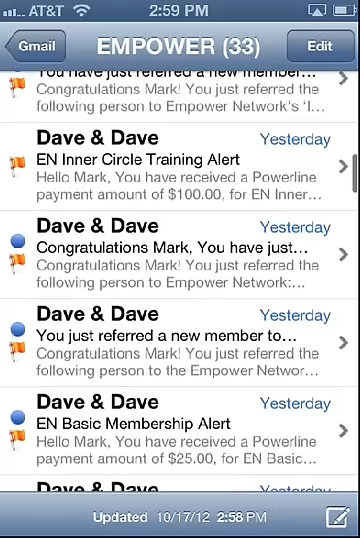 AT&T 2:59 PM
Gmail EMPOWER (33) Edit
You have just referred a new member...
Congratulations Mark! You just referred the
following person to Empower Network's 'I...
Dave & Dave Yesterday
EN Inner Circle Training Alert
Hello Mark, You have received a Powerline
payment amount of $100.00, for EN Inner...
Dave & Dave Yesterday
Congratulations Mark, You have just...
Congratulations Mark! You just referred the
following person to Empower Network:...
Dave & Dave Yesterday
You just referred a new member to...
Congratulations Mark! You just referred the
following person to the Empower Networ...
Dave & Dave Yesterday
EN Basic Membership Alert
Hello Mark, You have received a Powerline
payment amount of $25.00, for EN Basic...
Dave & Dave Yesterday
Updated 10/17/12 2:58 PM